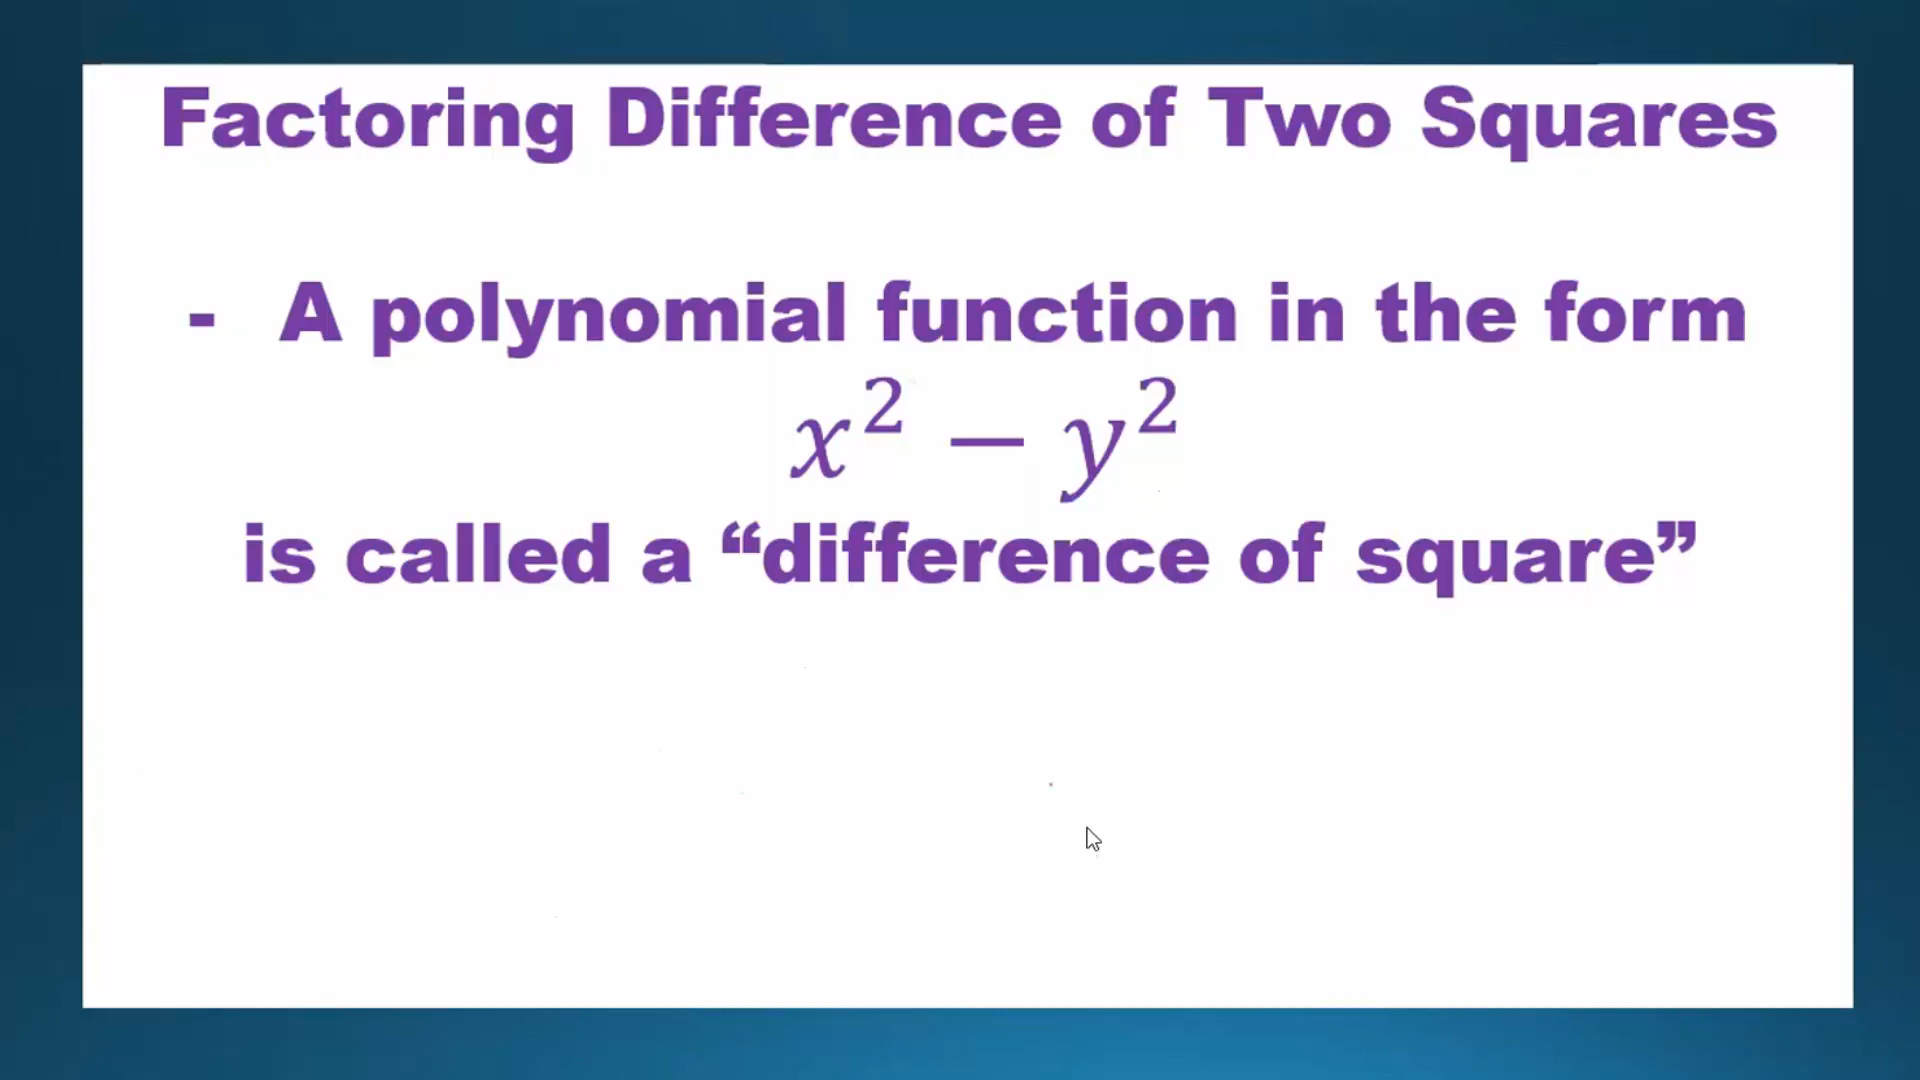 Factoring Difference of Two Squares
- A polynomial function in the form
x² − y²
is called a “difference of square”